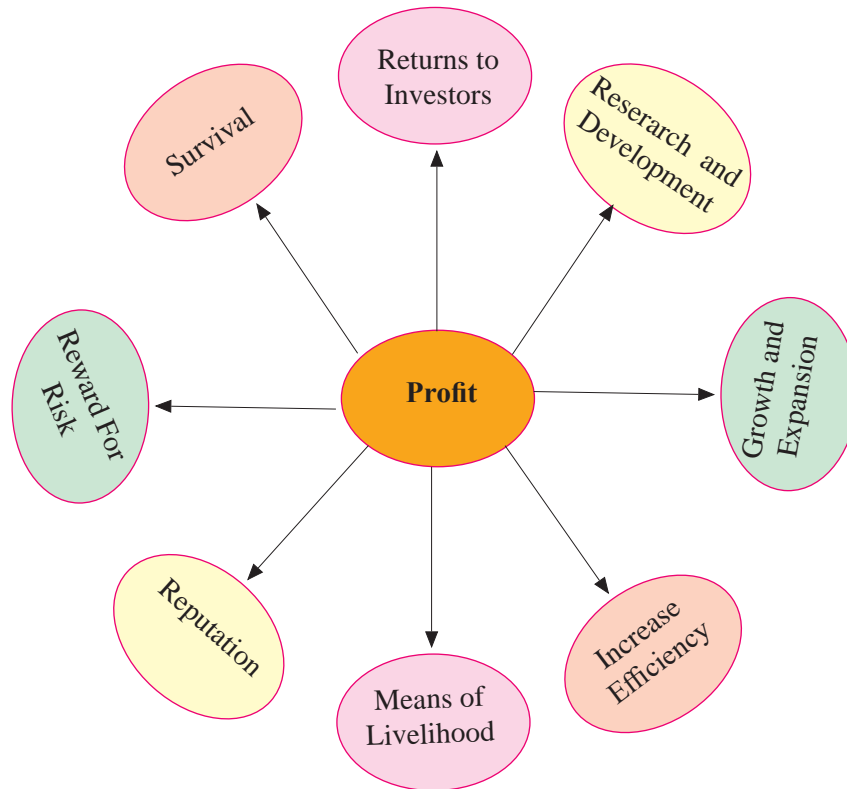 Returns to
Investors
Reserarch and
Development
Survival
Profit
Growth and
Expansion
Reward For
Risk
Reputation
Increase
Efficiency
Means of
Livelihood